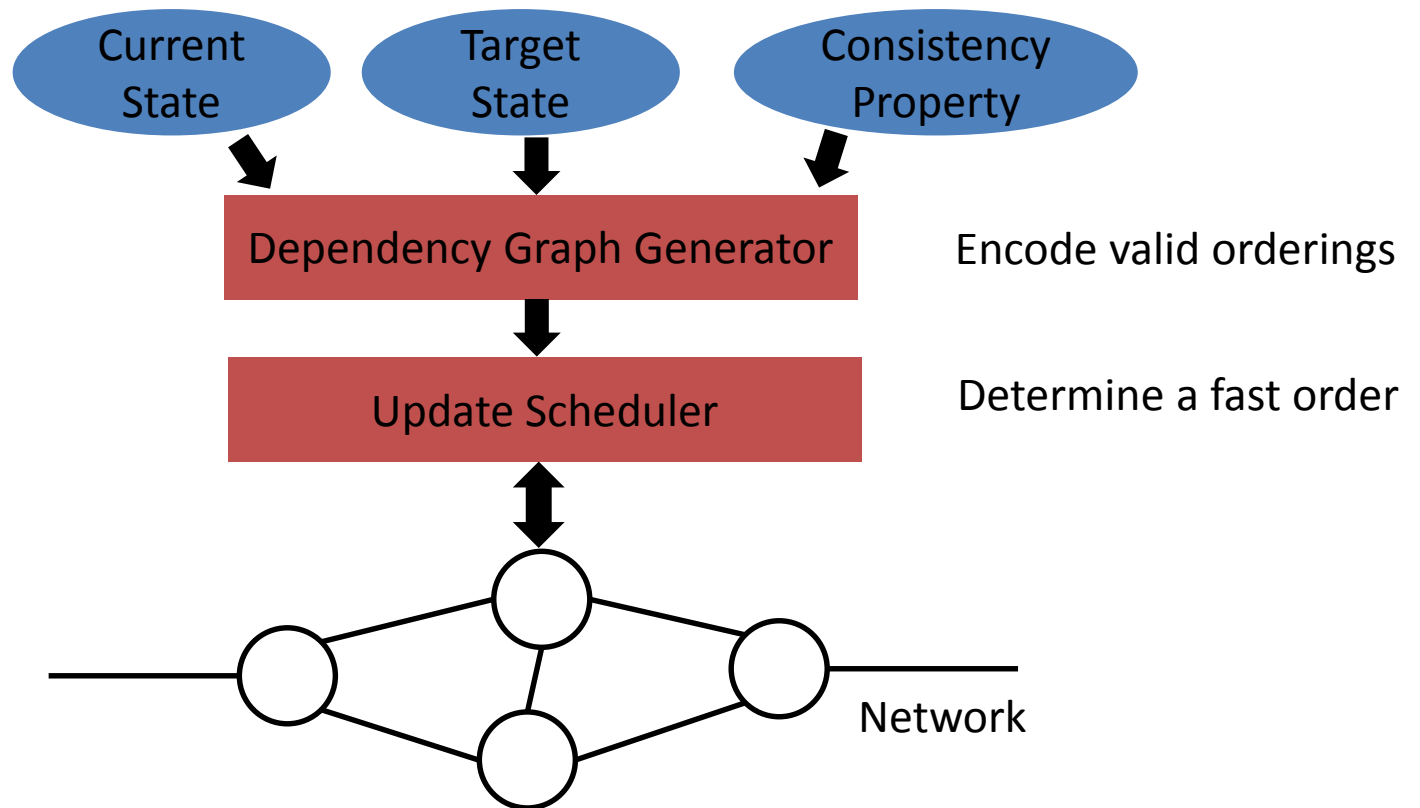 Current
State
Target
State
Consistency
Property
Dependency Graph Generator
Encode valid orderings
Update Scheduler
Determine a fast order
Network